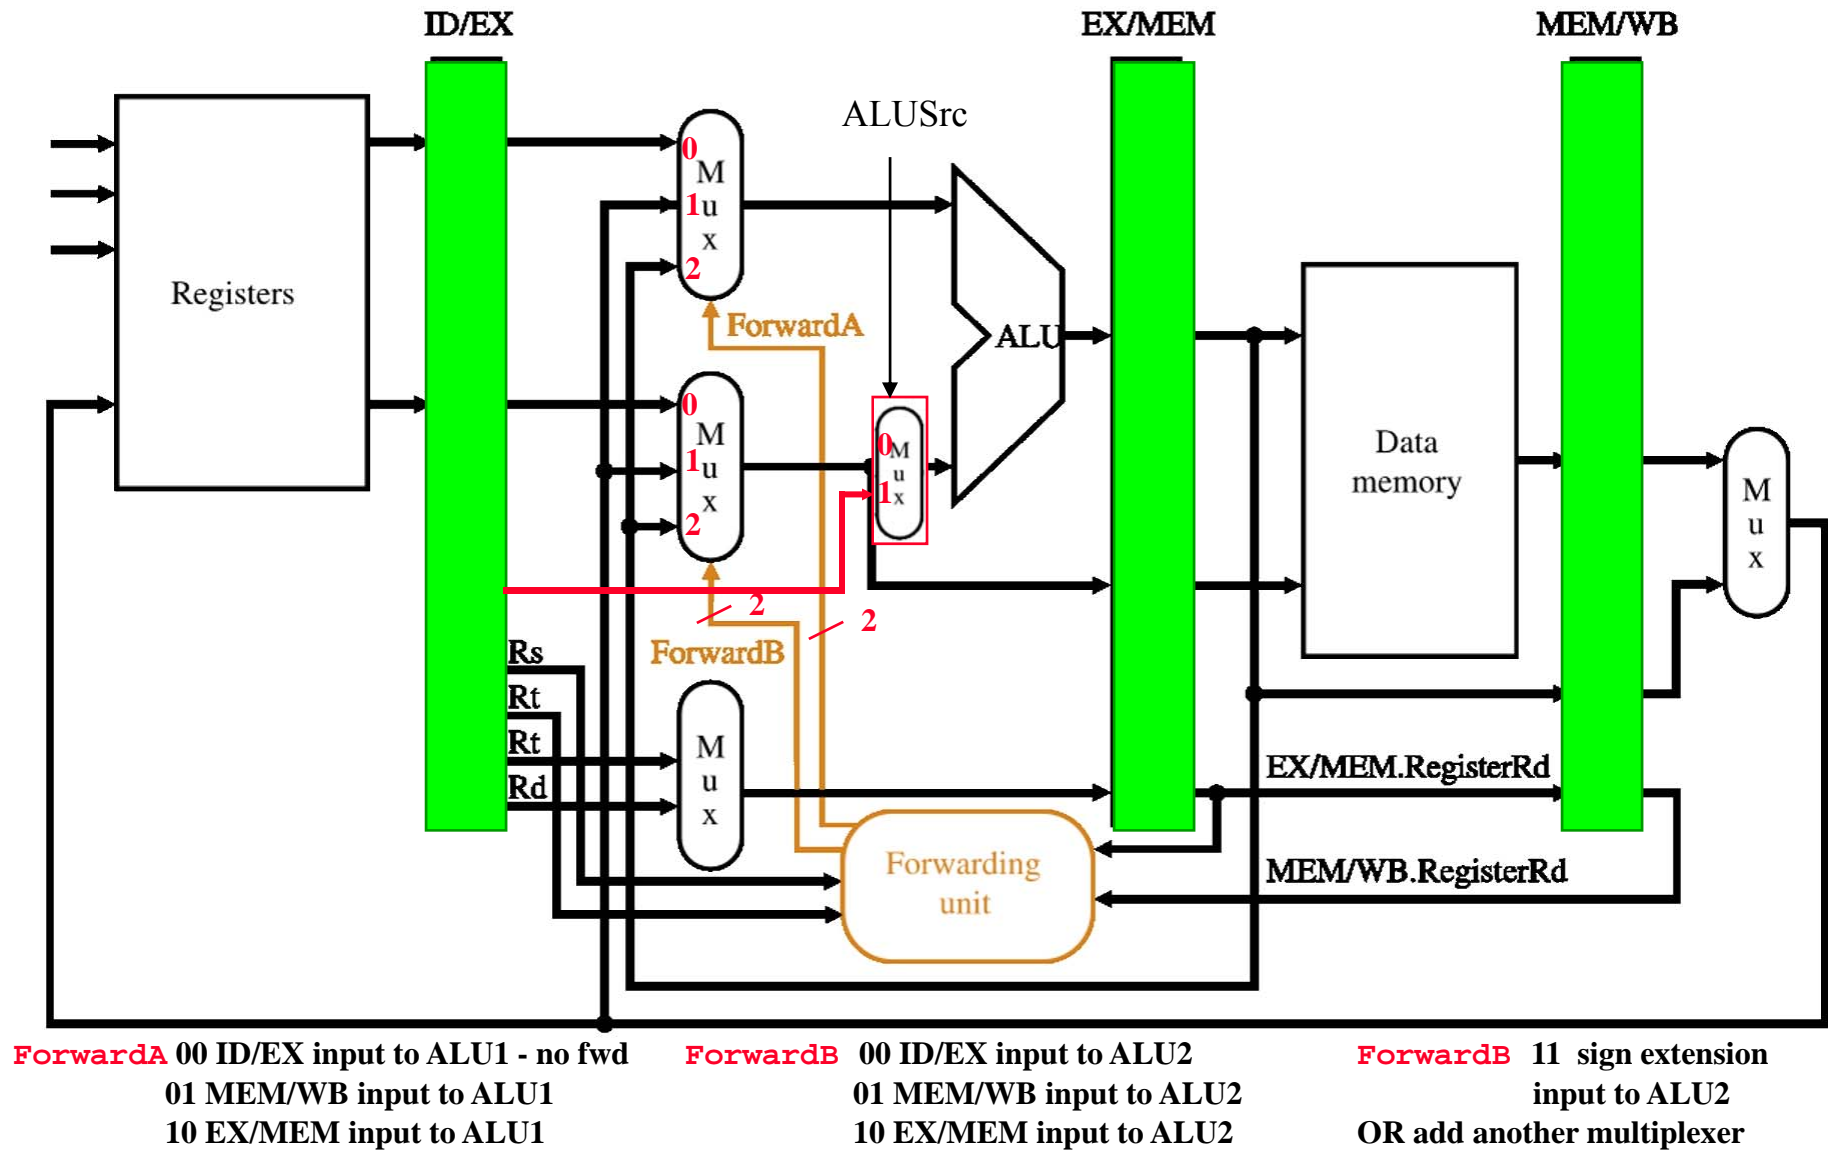 ID/EX
EX/MEM
MEM/WB
ALUSrc
0
M
u
x
1
2
Registers
ForwardA
ALU
0
M
u
x
1
2
0
M
u
x
1
Data
memory
M
u
x
2
2
ForwardB
Rs
Rt
Rt
Rd
M
u
x
EX/MEM.RegisterRd
Forwarding
unit
MEM/WB.RegisterRd
ForwardA 00 ID/EX input to ALU1 - no fwd
01 MEM/WB input to ALU1
10 EX/MEM input to ALU1
ForwardB 00 ID/EX input to ALU2
01 MEM/WB input to ALU2
10 EX/MEM input to ALU2
ForwardB 11 sign extension
input to ALU2
OR add another multiplexer